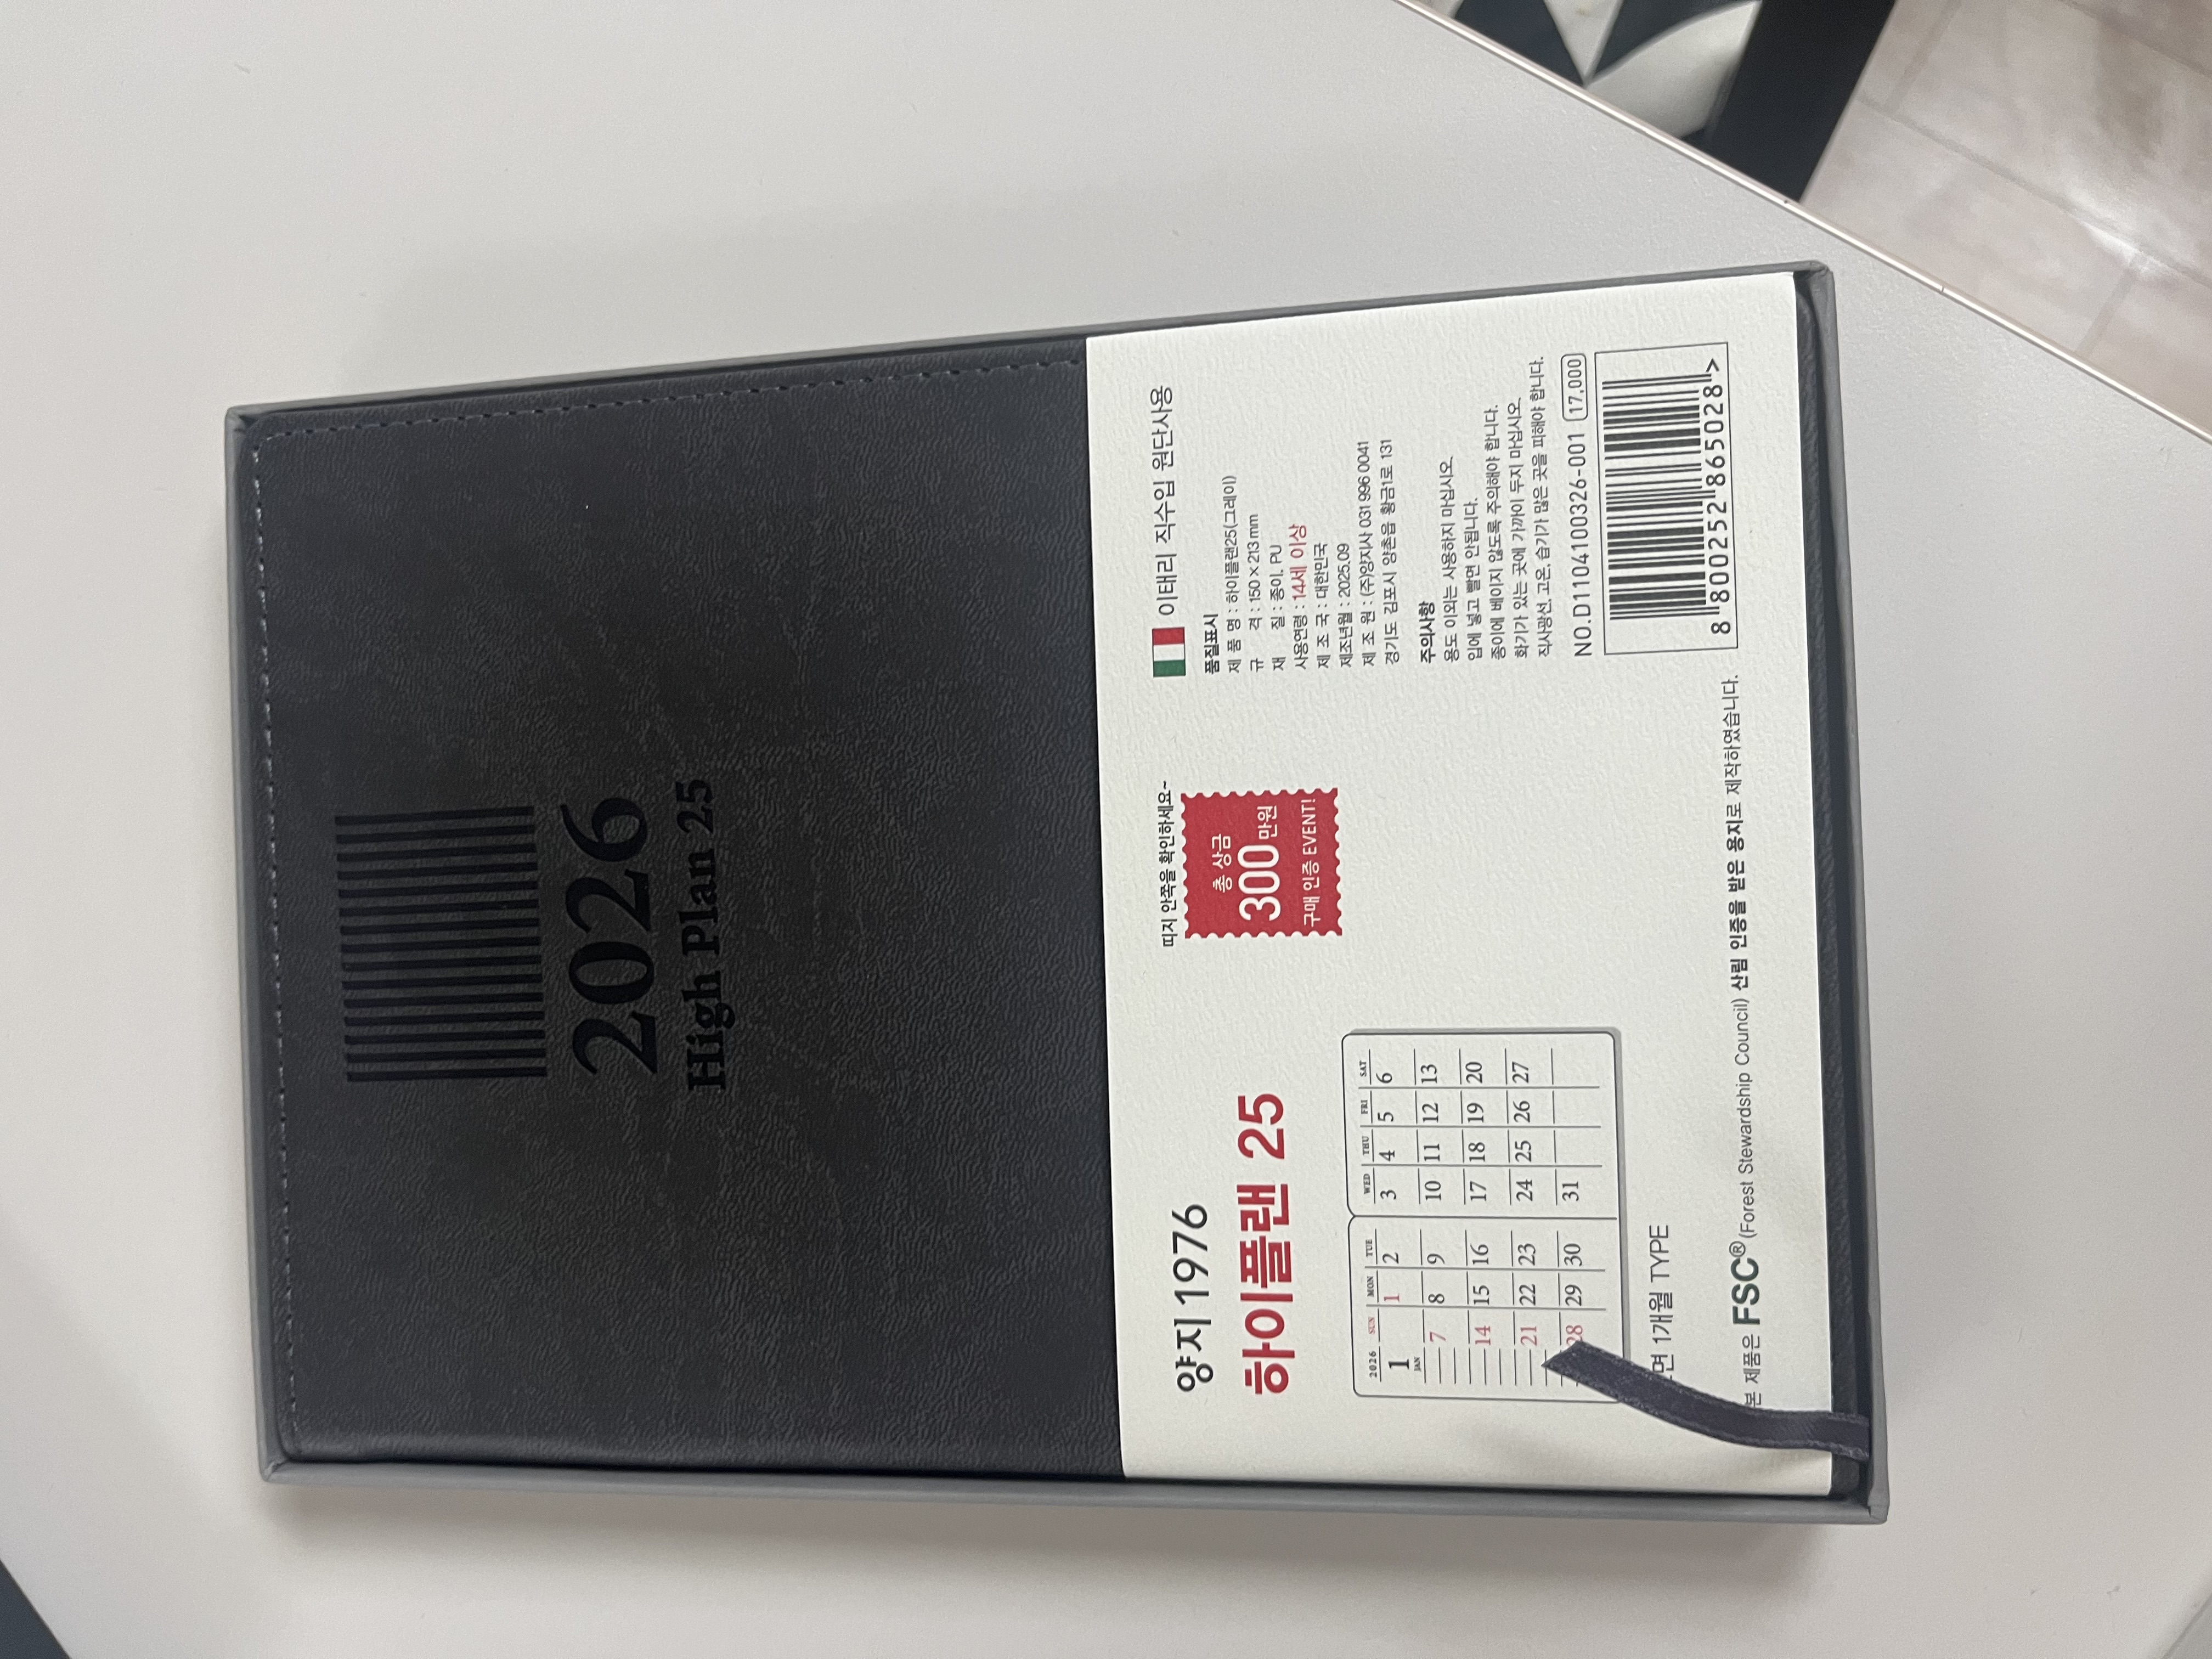 2026
High Plan 25
양지 1976
하이플랜 25
띠지 안쪽을 확인하세요~
총 상금
300만원
구매 인증 EVENT!
이태리 직수입 원단사용
품질표시
제 품 명 : 하이플랜25(그레이)
규 격 : 150 × 213 mm
재 질 : 종이, PU
사용연령 : 14세 이상
제 조 국 : 대한민국
제조년월 : 2025.09
제 조 원 : (주)양지사 031 996 0041
경기도 김포시 양촌읍 황금1로 131
주의사항
용도 이외는 사용하지 마십시오.
입에 넣고 빨면 안됩니다.
종이에 베이지 않도록 주의해야 합니다.
화기가 있는 곳에 가까이 두지 마십시오.
직사광선, 고온, 습기가 많은 곳을 피해야 합니다.
NO.D110410032​6-001 17,000
8 800252 865028 >
2026 SUN MON TUE WED THU FRI SAT
1 1 2 3 4 5 6
JAN
7 8 9 10 11 12 13
14 15 16 17 18 19 20
21 22 23 24 25 26 27
28 29 30 31
면 1개월 TYPE
본 제품은 FSC® (Forest Stewardship Council) 산림 인증을 받은 용지로 제작하였습니다.